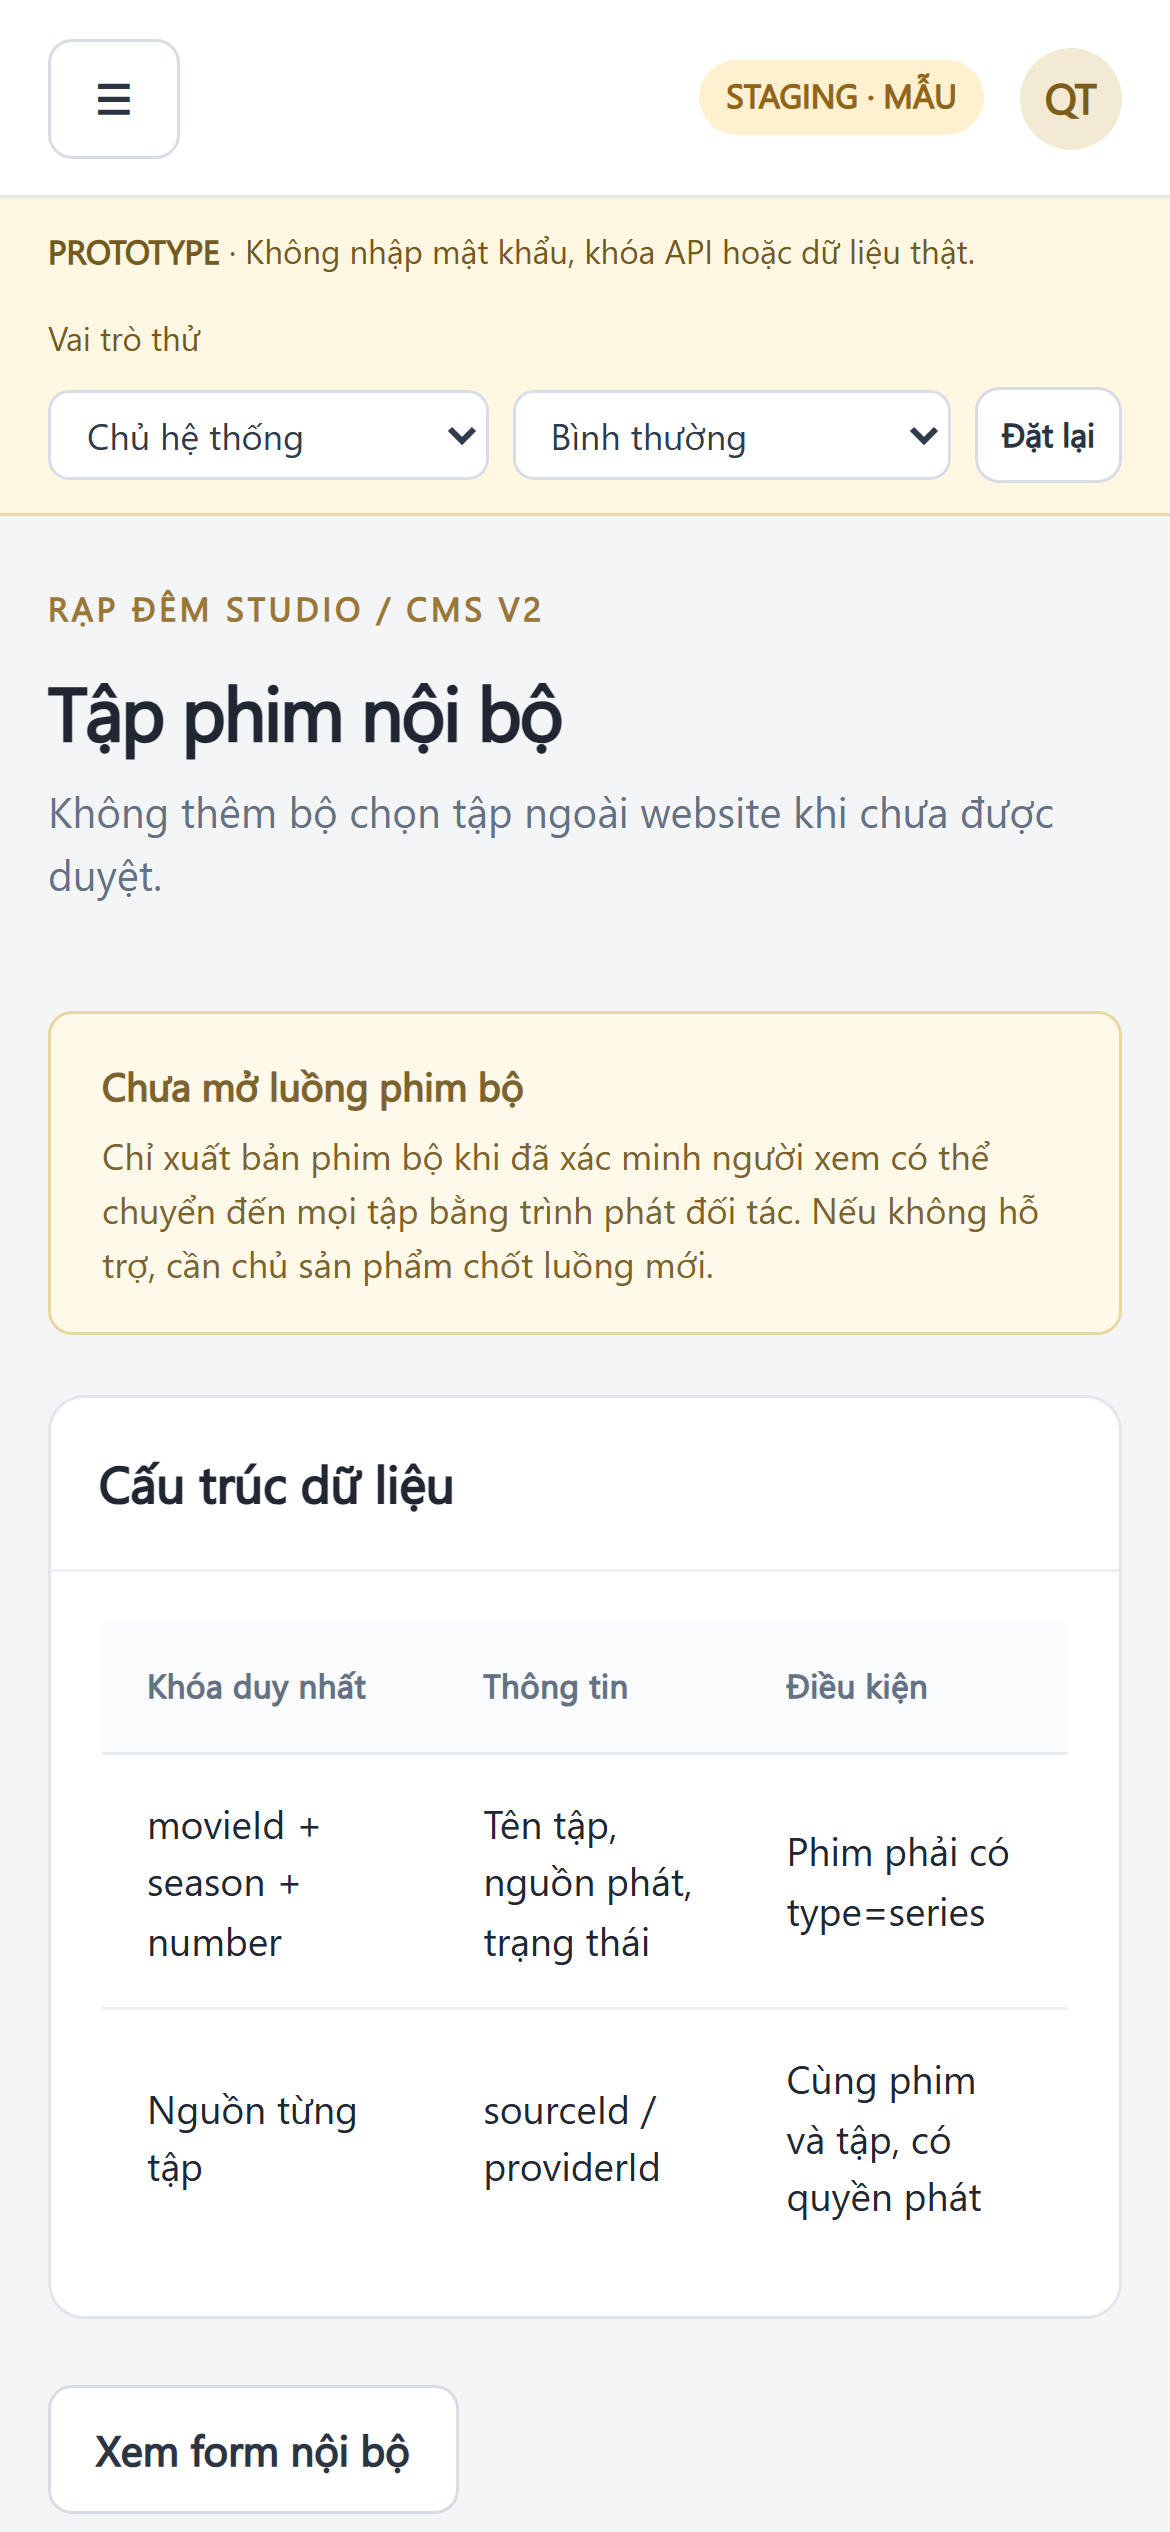 ☰
STAGING · MẪU
QT
PROTOTYPE · Không nhập mật khẩu, khóa API hoặc dữ liệu thật.
Vai trò thử
Chủ hệ thống
Bình thường
Đặt lại
RẠP ĐÊM STUDIO / CMS V2
Tập phim nội bộ
Không thêm bộ chọn tập ngoài website khi chưa được
duyệt.
Chưa mở luồng phim bộ
Chỉ xuất bản phim bộ khi đã xác minh người xem có thể
chuyển đến mọi tập bằng trình phát đối tác. Nếu không hỗ
trợ, cần chủ sản phẩm chốt luồng mới.
Cấu trúc dữ liệu
Khóa duy nhất
Thông tin
Điều kiện
movieId +
season +
number
Tên tập,
nguồn phát,
trạng thái
Phim phải có
type=series
Nguồn từng
tập
sourceId /
providerId
Cùng phim
và tập, có
quyền phát
Xem form nội bộ